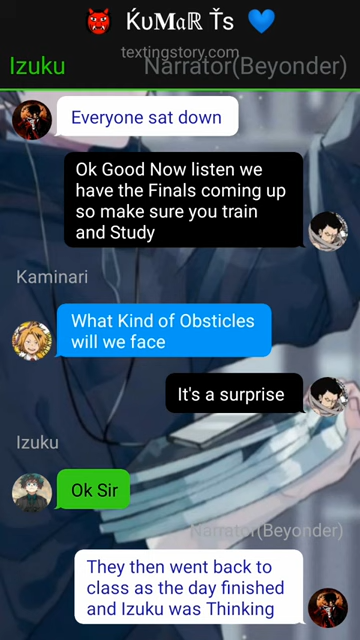 👹 ḰυMαℝ Ťs 💙
textingstory.com
Izuku Narrator(Beyonder)
Everyone sat down
Ok Good Now listen we
have the Finals coming up
so make sure you train
and Study
Kaminari
What Kind of Obsticles
will we face
It's a surprise
Izuku
Ok Sir
Narrator(Beyonder)
They then went back to
class as the day finished
and Izuku was Thinking